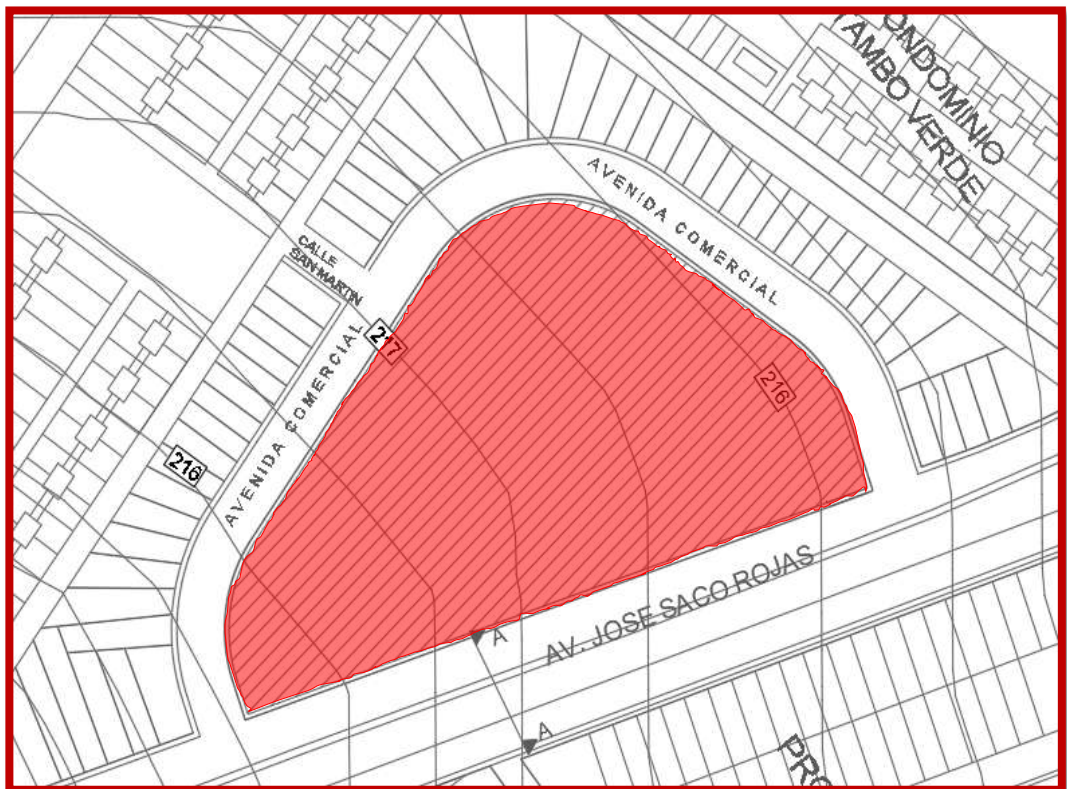 CONDOMINIO
TAMBO VERDE
AVENIDA COMERCIAL
CALLE
SAN MARTIN
217
AVENIDA COMERCIAL
216
216
AV. JOSE SACO ROJAS
A
A
PRO